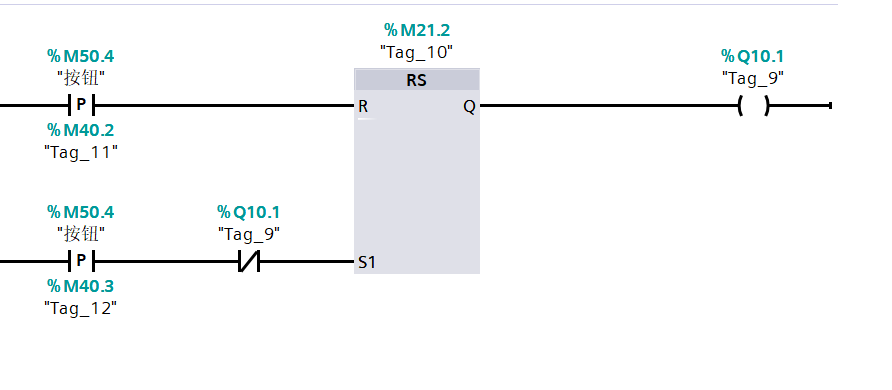 %M21.2
"Tag_10"
%M50.4
"按钮"
P
%M40.2
"Tag_11"
RS
R
Q
%Q10.1
"Tag_9"
%M50.4
"按钮"
P
%M40.3
"Tag_12"
%Q10.1
"Tag_9"
S1